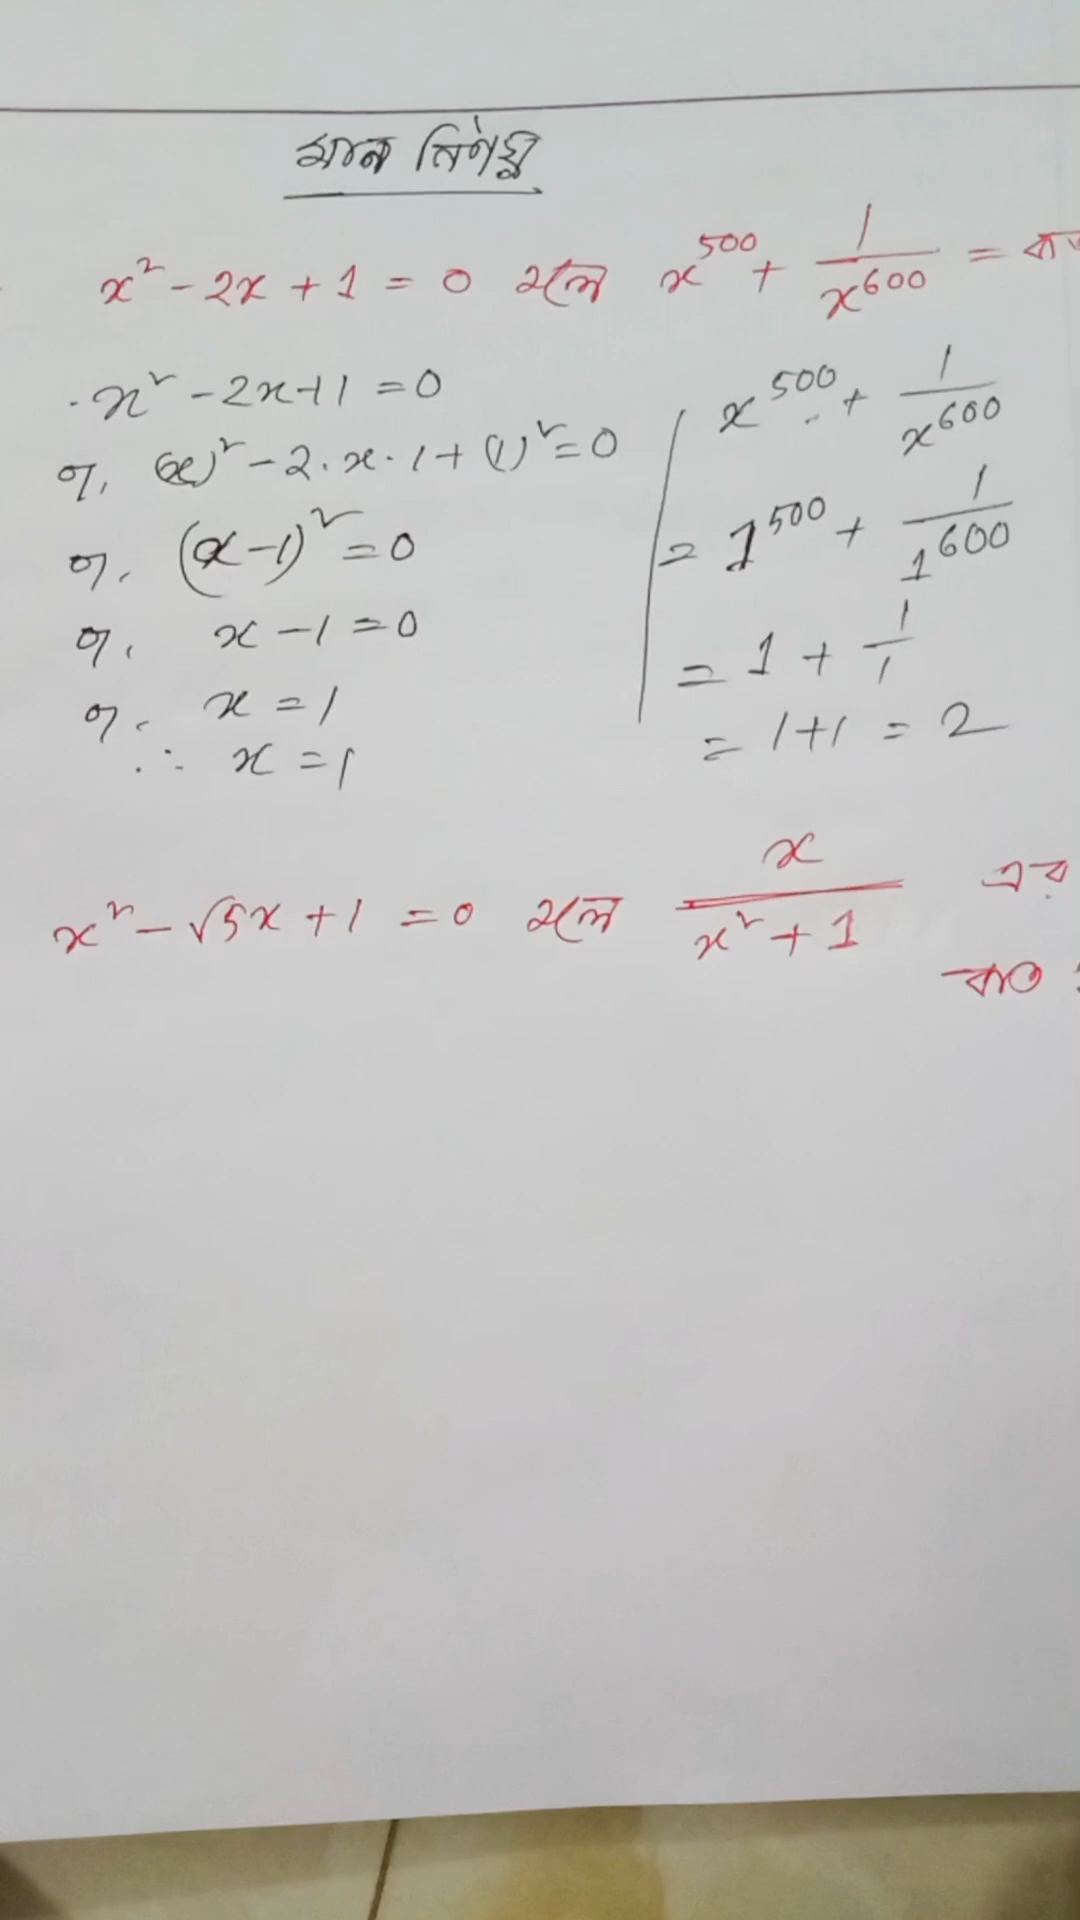 মান নির্ণয়
x² - 2x + 1 = 0 হলে x⁵⁰⁰ + 1/x⁶⁰⁰ =
x² - 2x + 1 = 0
বা, (x)² - 2.x.1 + (1)² = 0
বা, (x - 1)² = 0
বা, x - 1 = 0
বা, x = 1
∴ x = 1
x⁵⁰⁰ + 1/x⁶⁰⁰
= 1⁵⁰⁰ + 1/1⁶⁰⁰
= 1 + 1/1
= 1 + 1 = 2
x² - √5x + 1 = 0 হলে x/(x² + 1) এর
কত